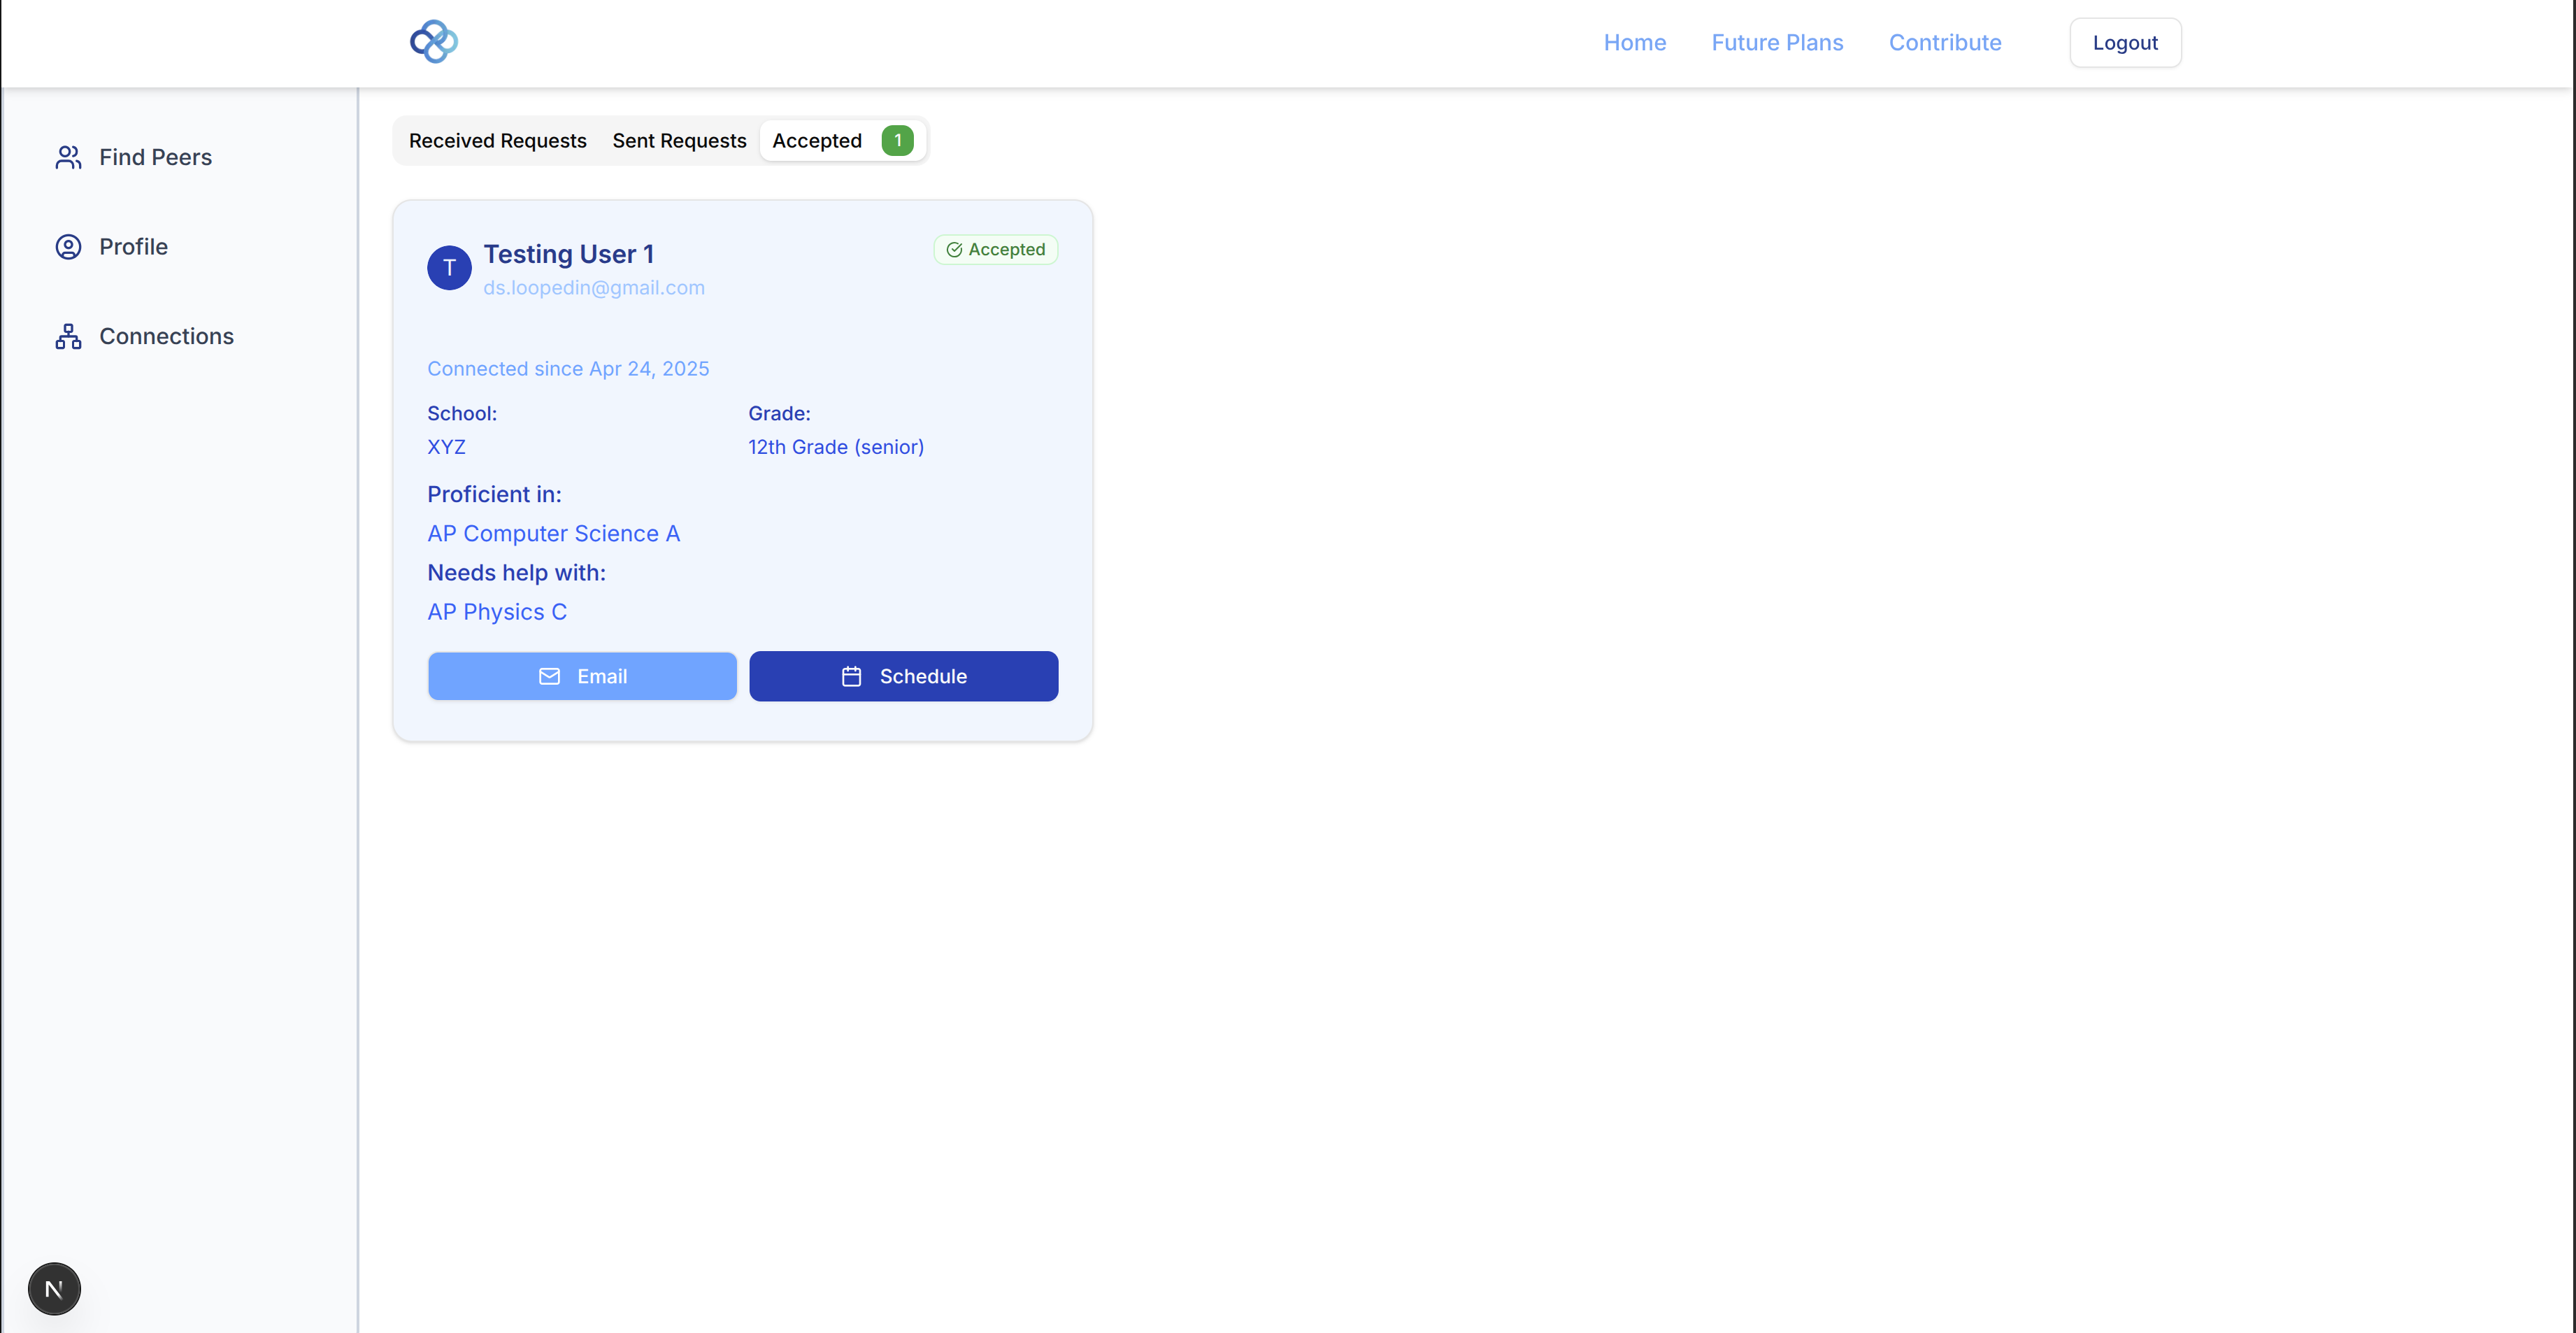 Home Future Plans Contribute Logout
Find Peers
Profile
Connections
Received Requests Sent Requests Accepted 1
T
Testing User 1
Accepted
ds.loopedin@gmail.com
Connected since Apr 24, 2025
School: Grade:
XYZ 12th Grade (senior)
Proficient in:
AP Computer Science A
Needs help with:
AP Physics C
Email Schedule
N